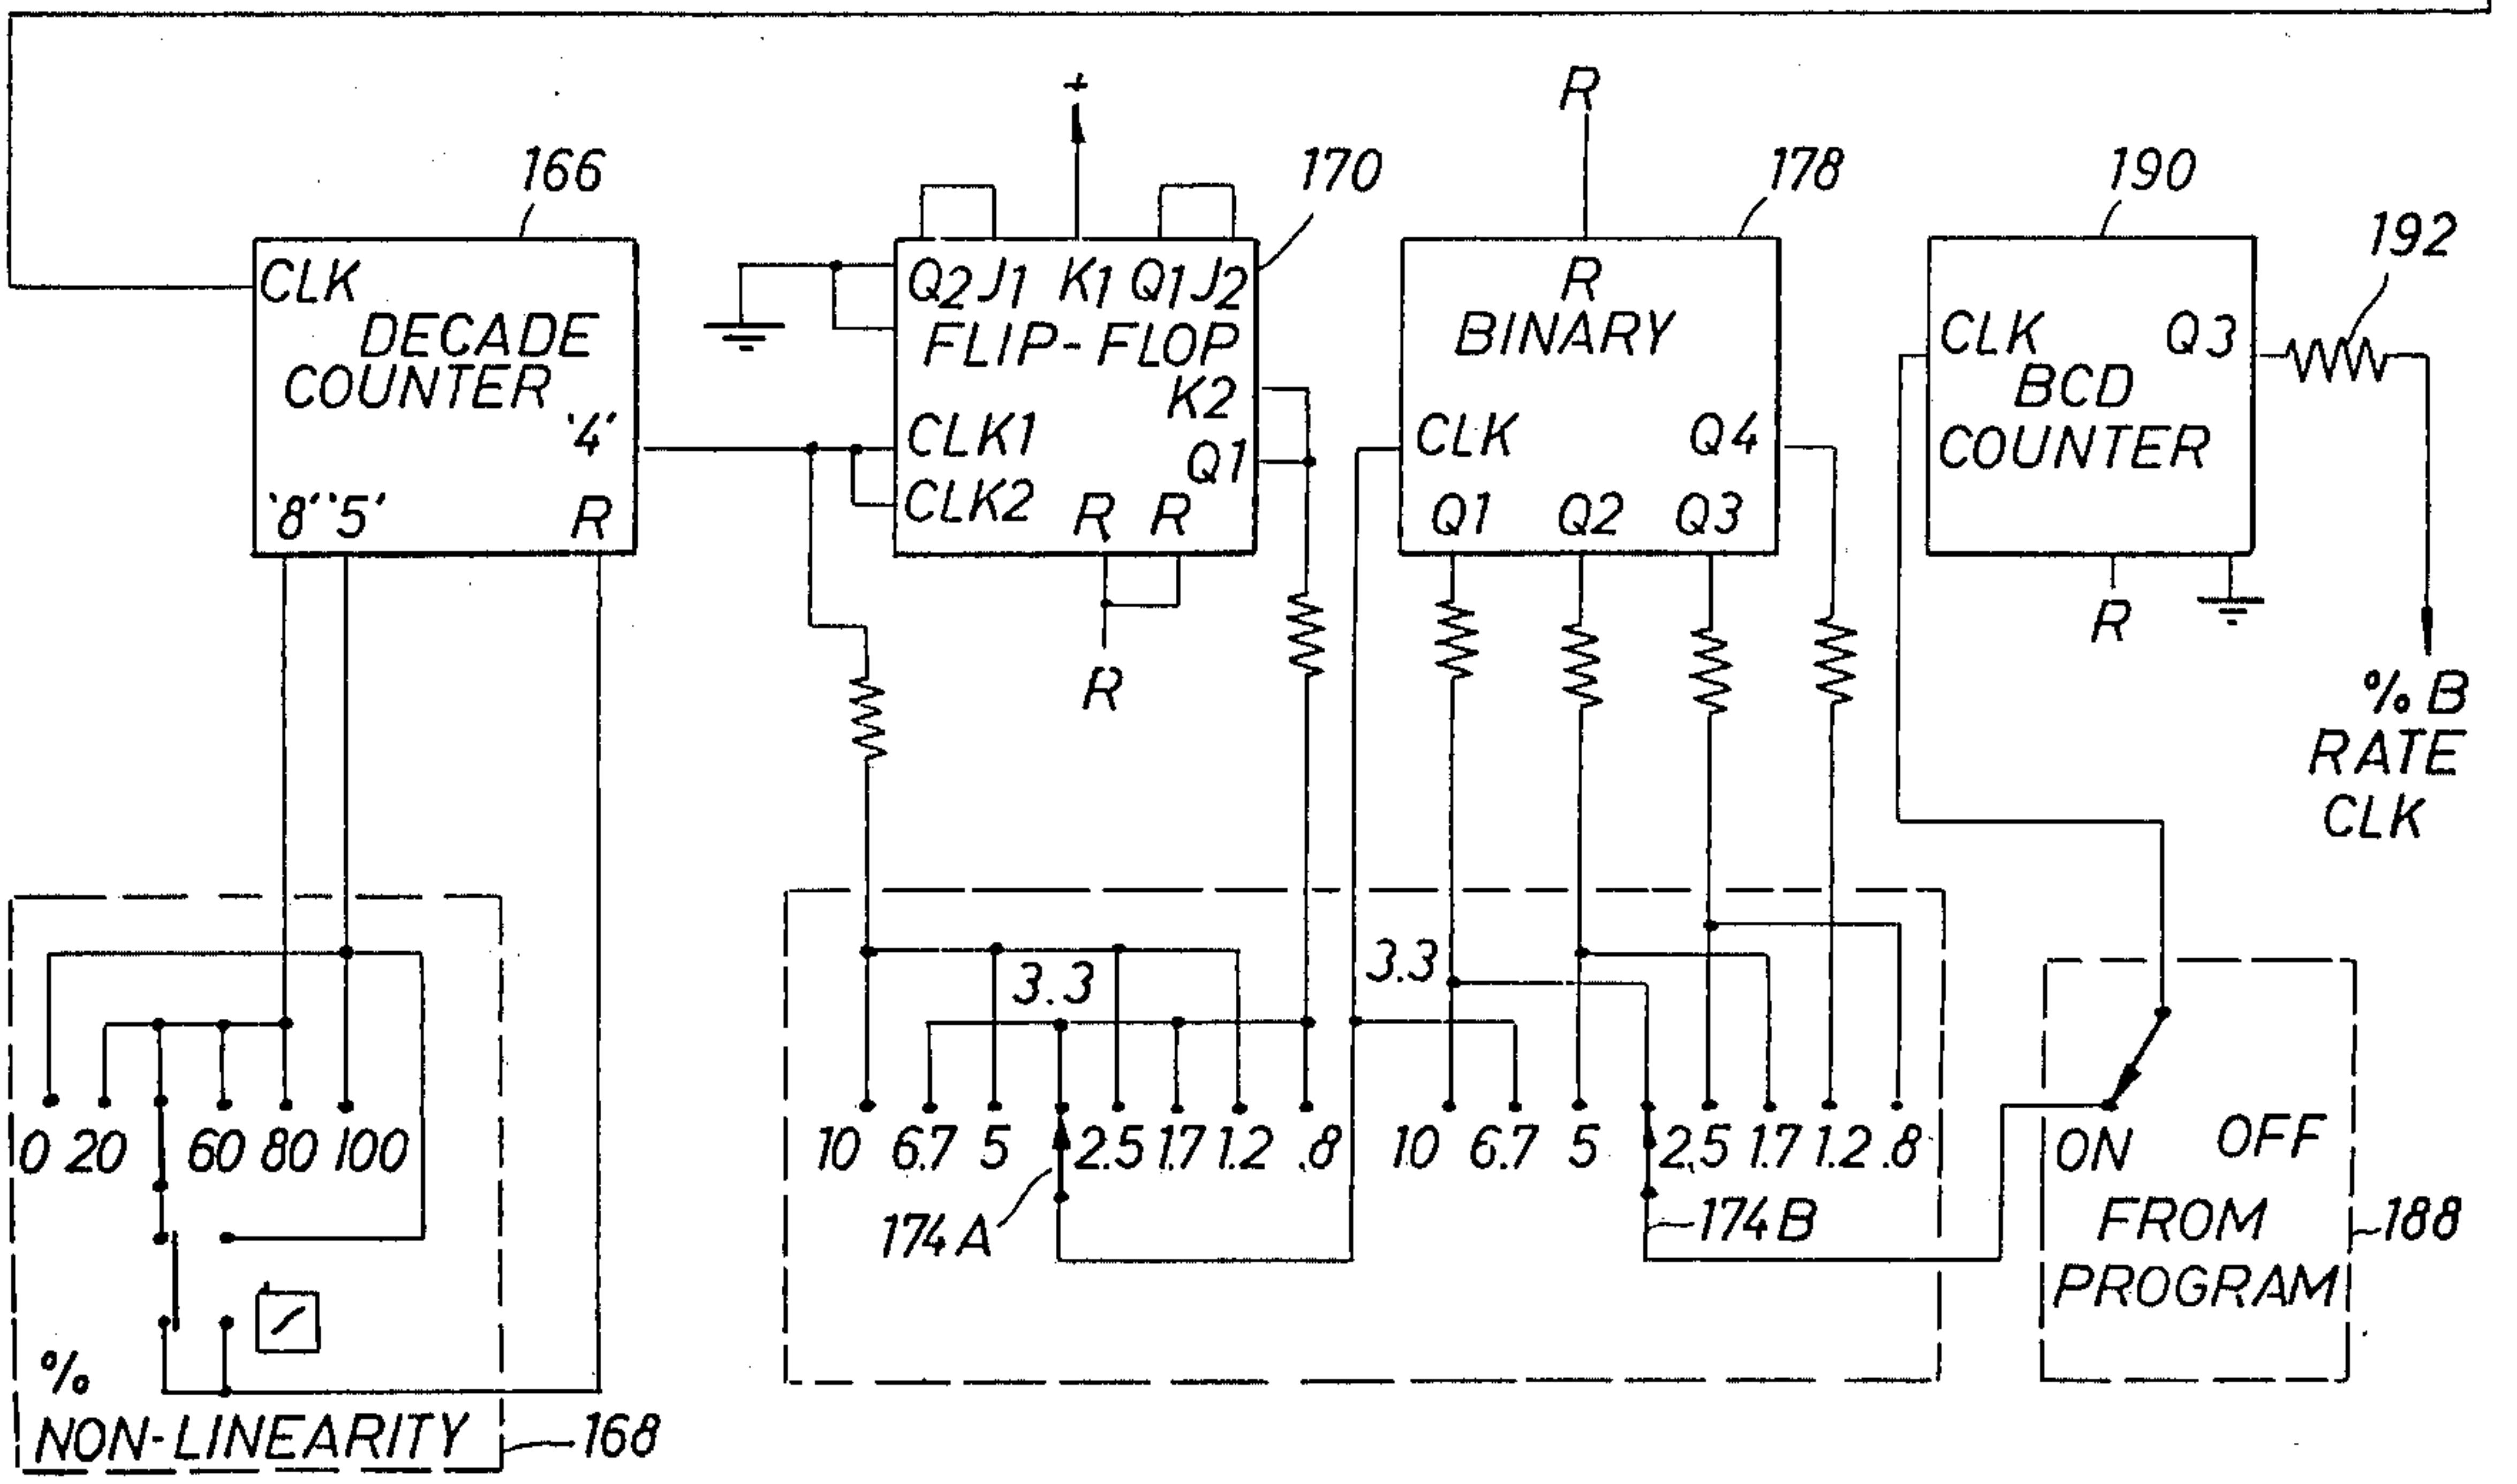 +
R
166
170
178
190
192
CLK
DECADE
COUNTER
'4'
'8' '5'
R
Q2 J1 K1 Q1 J2
FLIP-FLOP
K2
CLK1
Q1
CLK2
R R
R
R
BINARY
CLK
Q4
Q1 Q2 Q3
CLK
Q3
BCD
COUNTER
R
% B
RATE
CLK
3.3
3.3
0 20 60 80 100
10 6.7 5 2.5 1.7 1.2 .8
10 6.7 5 2.5 1.7 1.2 .8
ON OFF
174A
174B
FROM
PROGRAM
188
%
NON-LINEARITY
168